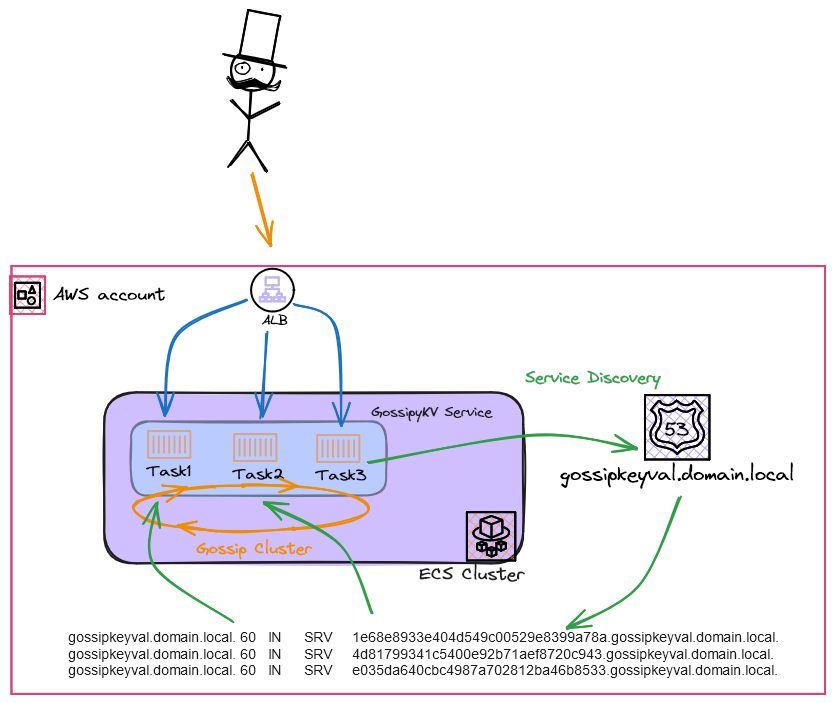 AWS account
ALB
Service Discovery
GossipyKV Service
53
Task1 Task2 Task3
gossipkeyval.domain.local
Gossip Cluster
ECS Cluster
gossipkeyval.domain.local. 60 IN SRV 1e68e8933e404d549c00529e8399a78a.gossipkeyval.domain.local.
gossipkeyval.domain.local. 60 IN SRV 4d81799341c5400e92b71aef8720c943.gossipkeyval.domain.local.
gossipkeyval.domain.local. 60 IN SRV e035da640cbc4987a702812ba46b8533.gossipkeyval.domain.local.